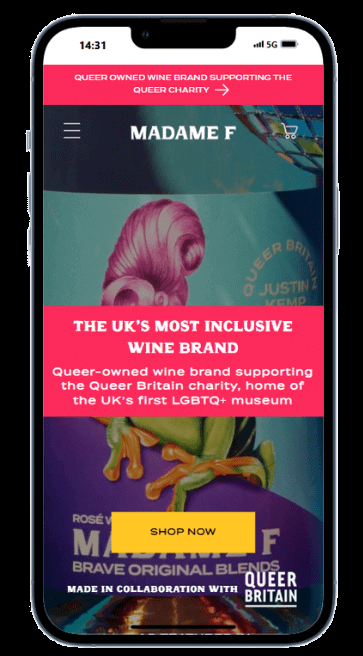 14:31
5G
QUEER OWNED WINE BRAND SUPPORTING THE
QUEER CHARITY
MADAME F
QUEER BRITAIN
JUSTIN
KEMP
THE UK'S MOST INCLUSIVE
WINE BRAND
Queer-owned wine brand supporting
the Queer Britain charity, home of
the UK's first LGBTQ+ museum
ROSÉ W
SHOP NOW
MADAME F
BRAVE ORIGINAL BLENDS
MADE IN COLLABORATION WITH
QUEER
BRITAIN